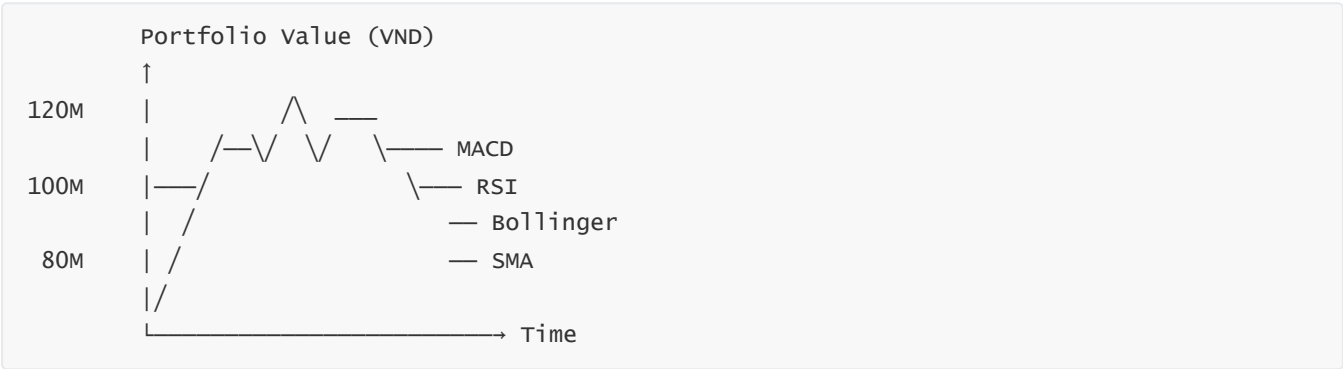 Portfolio Value (VND)
120M
MACD
100M
RSI
Bollinger
80M
SMA
Time